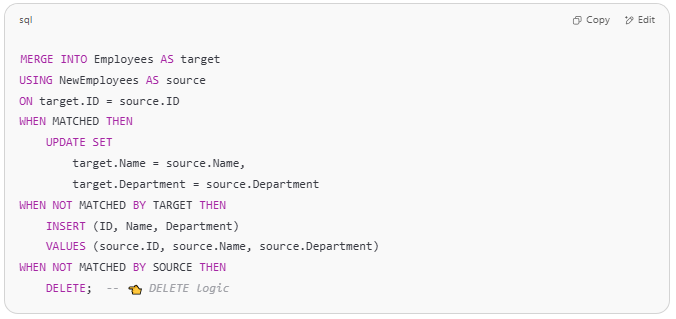 sql
Copy
Edit
MERGE INTO Employees AS target
USING NewEmployees AS source
ON target.ID = source.ID
WHEN MATCHED THEN
    UPDATE SET
        target.Name = source.Name,
        target.Department = source.Department
WHEN NOT MATCHED BY TARGET THEN
    INSERT (ID, Name, Department)
    VALUES (source.ID, source.Name, source.Department)
WHEN NOT MATCHED BY SOURCE THEN
    DELETE;  -- 👈 DELETE logic